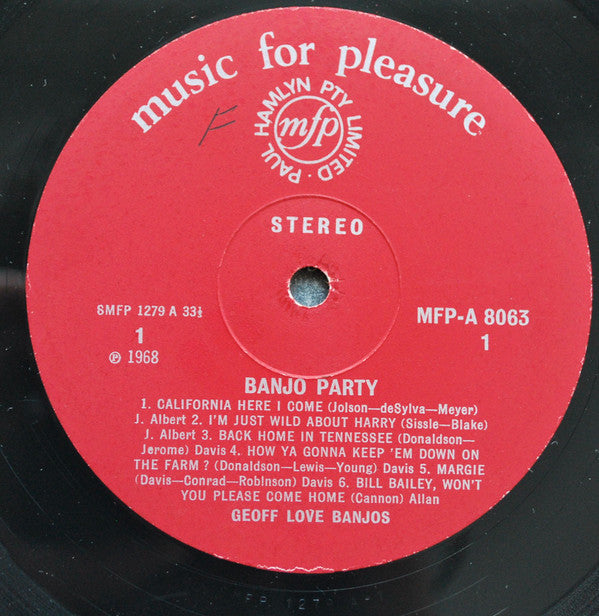 music for pleasure
PAUL HAMLYN PTY LIMITED ·
mfp
F
STEREO
SMFP 1279 A 33⅓
1
℗ 1968
MFP-A 8063
1
BANJO PARTY
1. CALIFORNIA HERE I COME (Jolson—deSylva—Meyer)
J. Albert 2. I'M JUST WILD ABOUT HARRY (Sissle—Blake)
J. Albert 3. BACK HOME IN TENNESSEE (Donaldson—
Jerome) Davis 4. HOW YA GONNA KEEP 'EM DOWN ON
THE FARM ? (Donaldson—Lewis—Young) Davis 5. MARGIE
(Davis—Conrad—Robinson) Davis 6. BILL BAILEY, WON'T
YOU PLEASE COME HOME (Cannon) Allan
GEOFF LOVE BANJOS